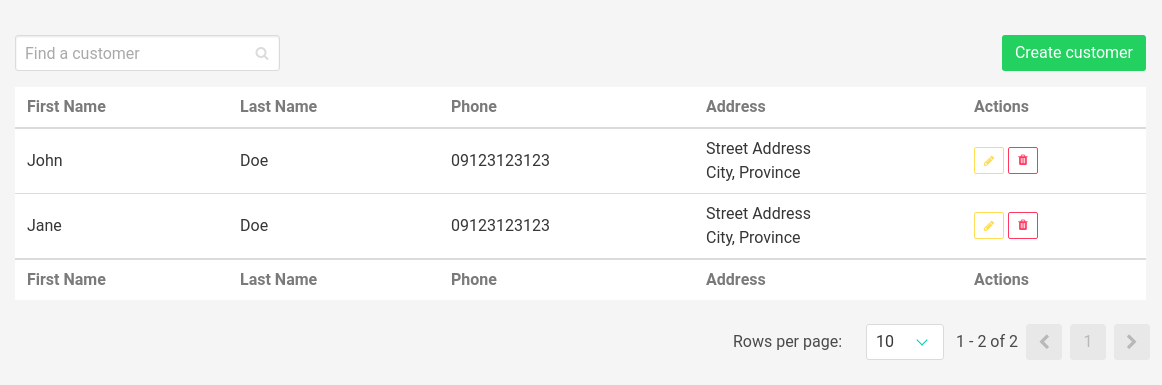 Find a customer
Create customer
First Name Last Name Phone Address Actions
John Doe 09123123123 Street Address
City, Province
Jane Doe 09123123123 Street Address
City, Province
First Name Last Name Phone Address Actions
Rows per page: 10 1 - 2 of 2 1